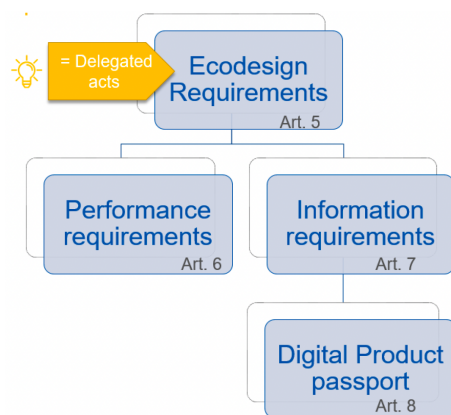 = Delegated
acts
Ecodesign
Requirements
Art. 5
Performance
requirements
Art. 6
Information
requirements
Art. 7
Digital Product
passport
Art. 8